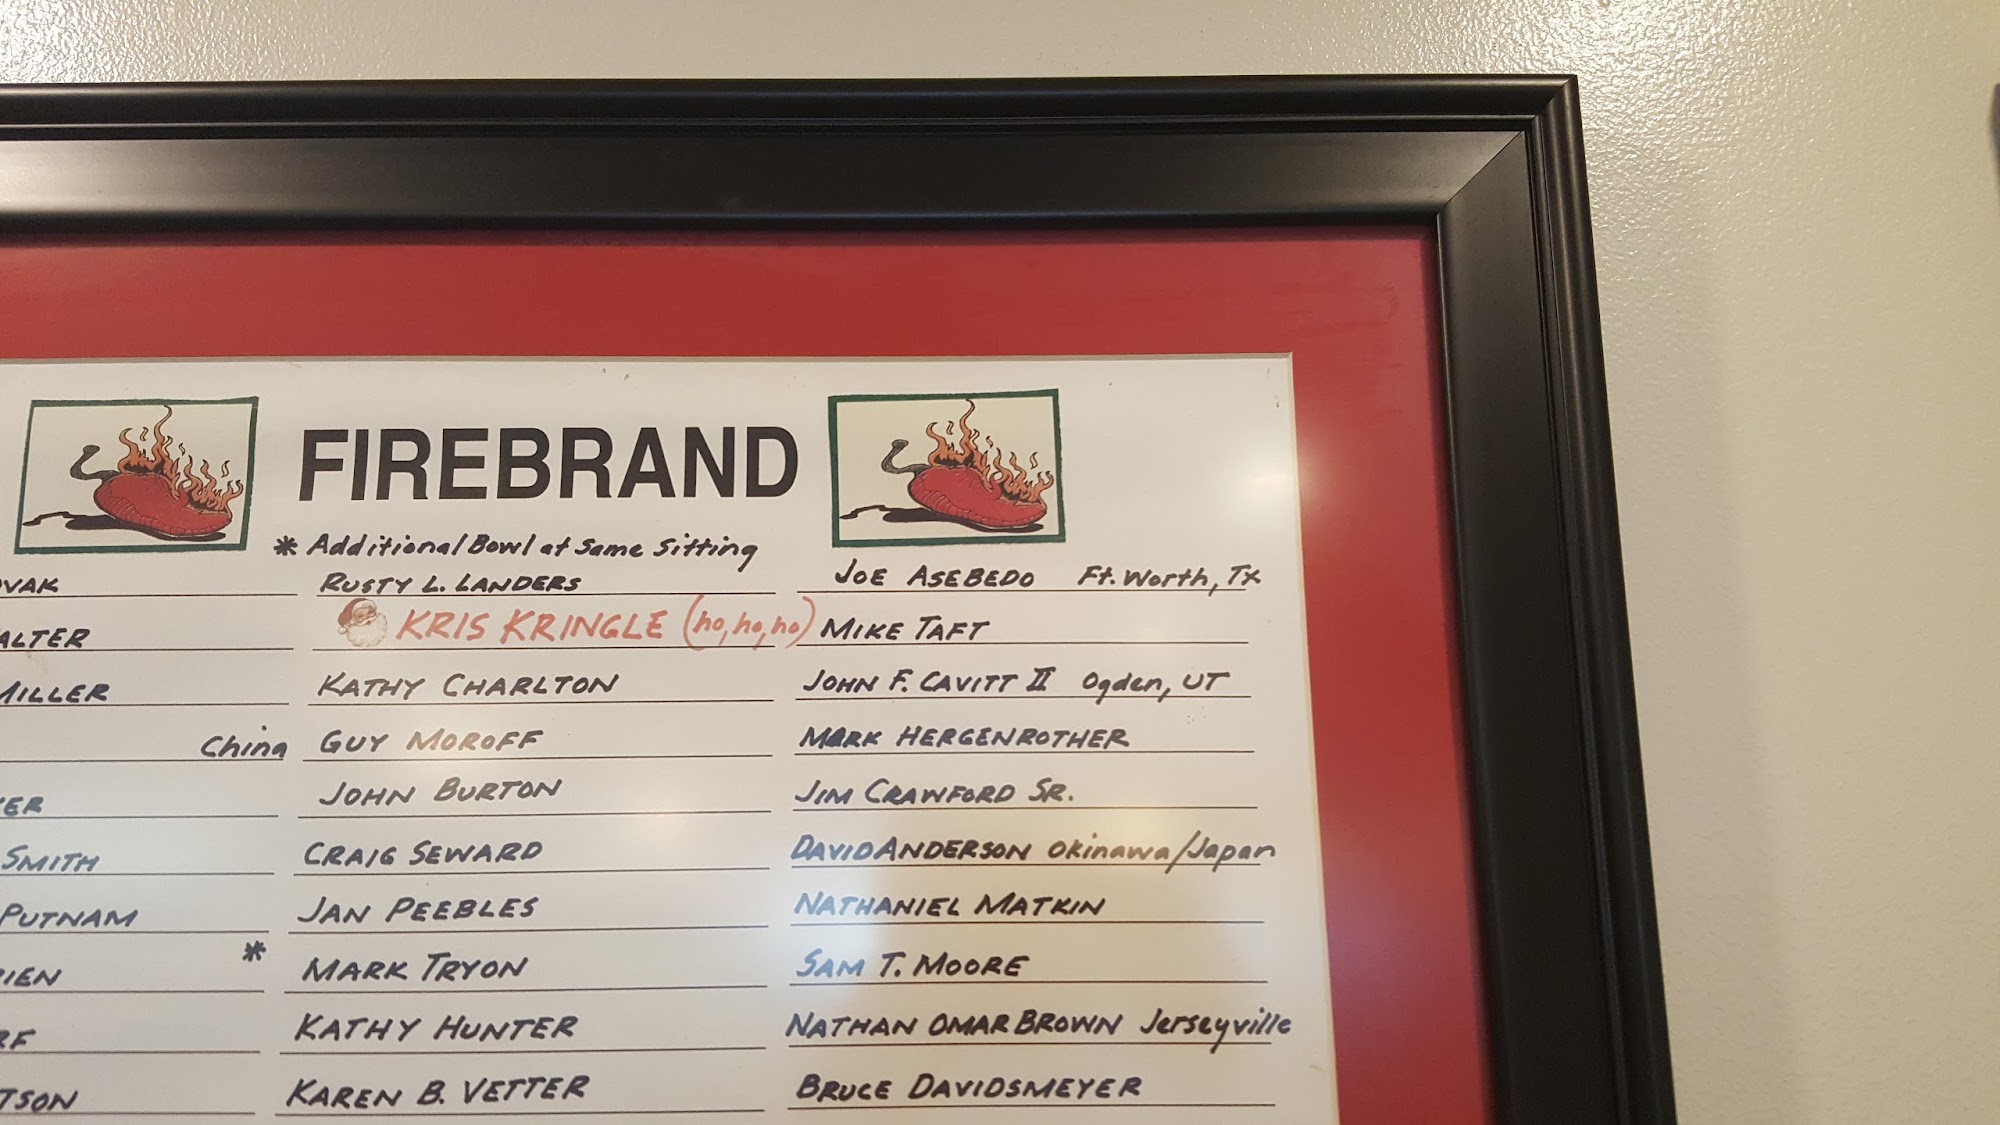 FIREBRAND
* Additional Bowl at Same Sitting
RUSTY L. LANDERS
KRIS KRINGLE (ho, ho, ho)
KATHY CHARLTON
GUY MOROFF
JOHN BURTON
CRAIG SEWARD
JAN PEEBLES
MARK TRYON
KATHY HUNTER
KAREN B. VETTER
JOE ASEBEDO Ft. Worth, TX
MIKE TAFT
JOHN F. CAVITT II Ogden, UT
MARK HERGENROTHER
JIM CRAWFORD SR.
DAVID ANDERSON Okinawa/Japan
NATHANIEL MATKIN
SAM T. MOORE
NATHAN OMAR BROWN Jerseyville
BRUCE DAVIDSMEYER
MILLER
China
SMITH
PUTNAM
*